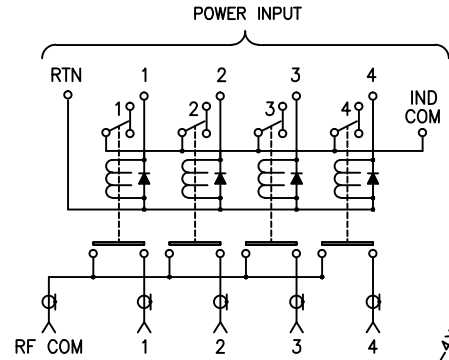 POWER INPUT
RTN 1 2 3 4 IND COM
1 2 3 4
RF COM 1 2 3 4